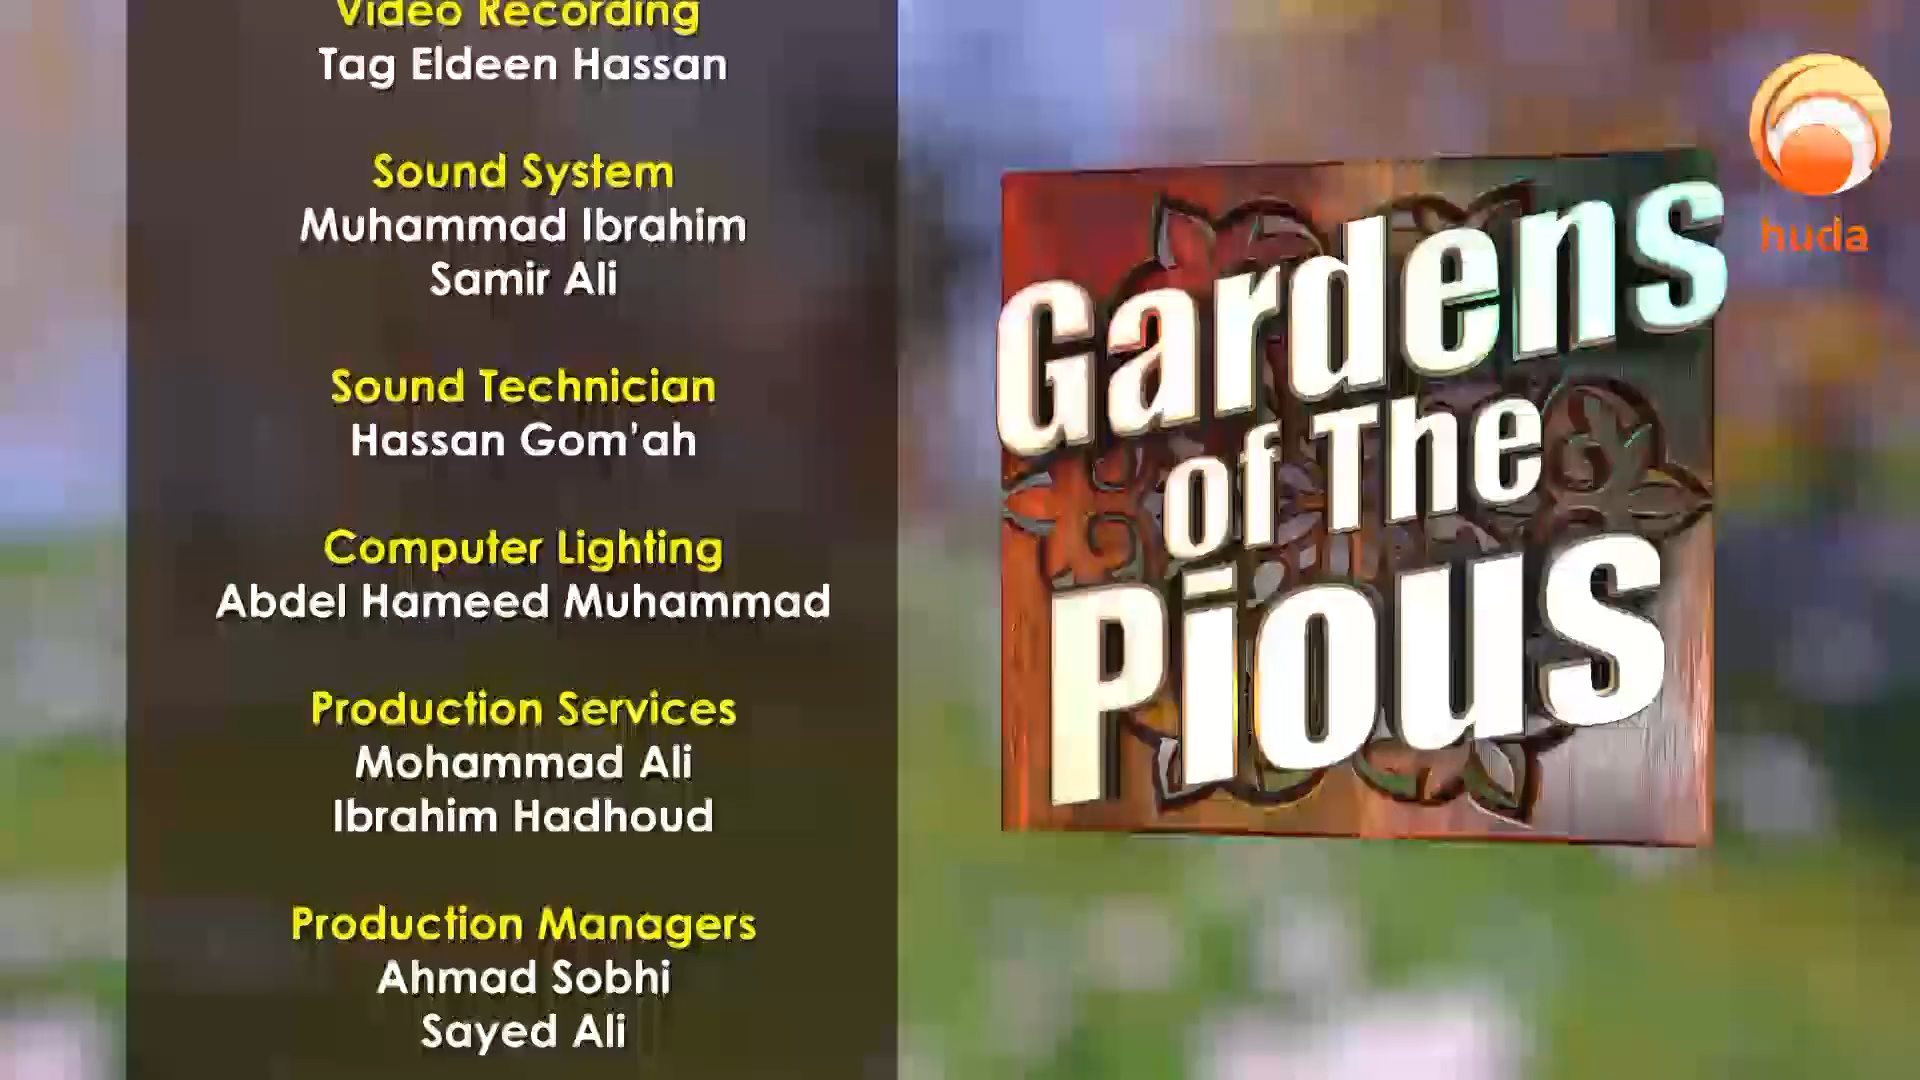 Video Recording
Tag Eldeen Hassan
Sound System
Muhammad Ibrahim
Samir Ali
Sound Technician
Hassan Gom'ah
Computer Lighting
Abdel Hameed Muhammad
Production Services
Mohammad Ali
Ibrahim Hadhoud
Production Managers
Ahmad Sobhi
Sayed Ali
Gardens
of The
Pious
huda